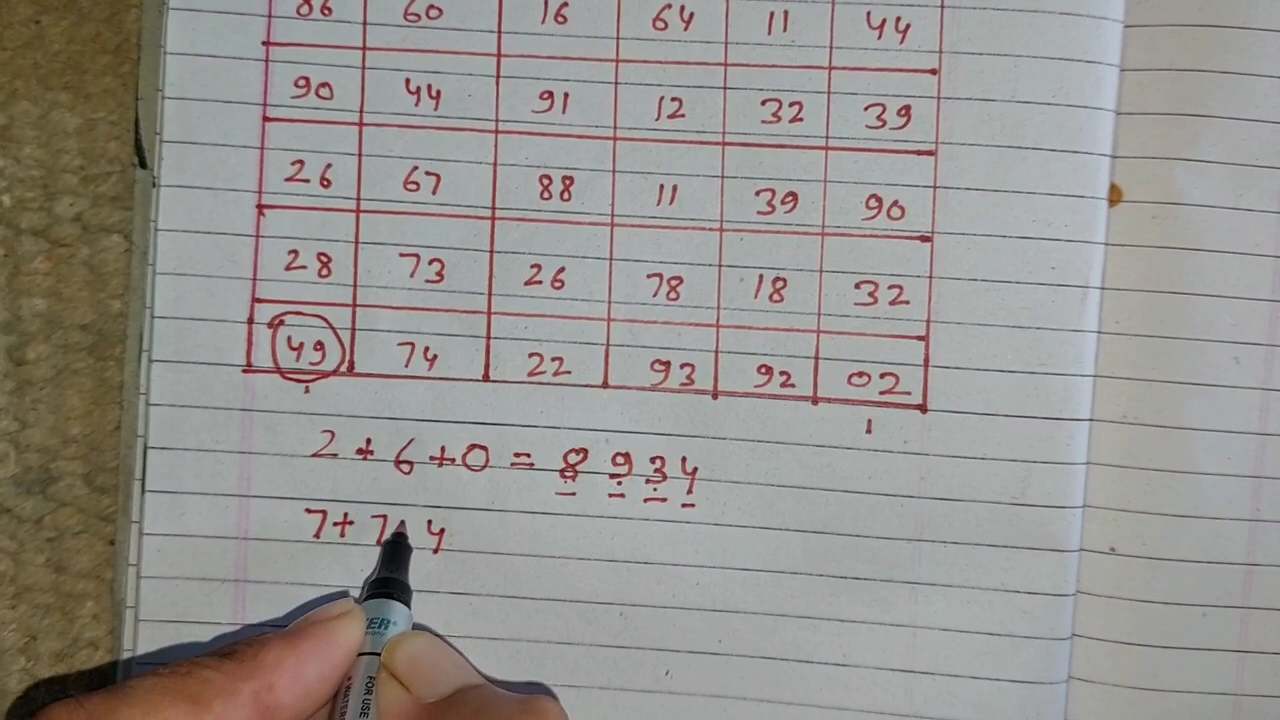 86 60 16 64 11 44
90 44 91 12 32 39
26 67 88 11 39 90
28 73 26 78 18 32
49 74 22 93 92 02
2+6+0 = 8 9 3 4
7+7 4
FOR USE